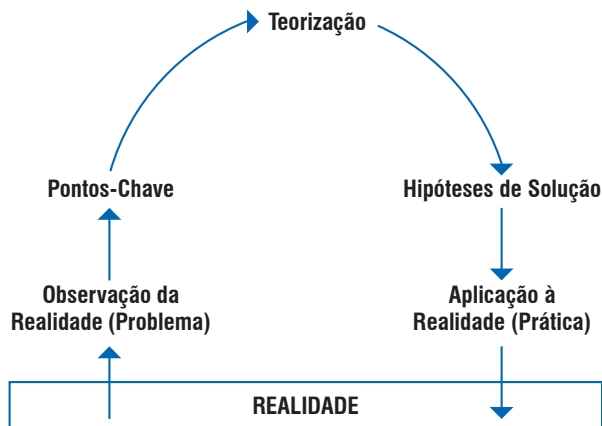 Teorização
Pontos-Chave
Hipóteses de Solução
Observação da
Realidade (Problema)
Aplicação à
Realidade (Prática)
REALIDADE